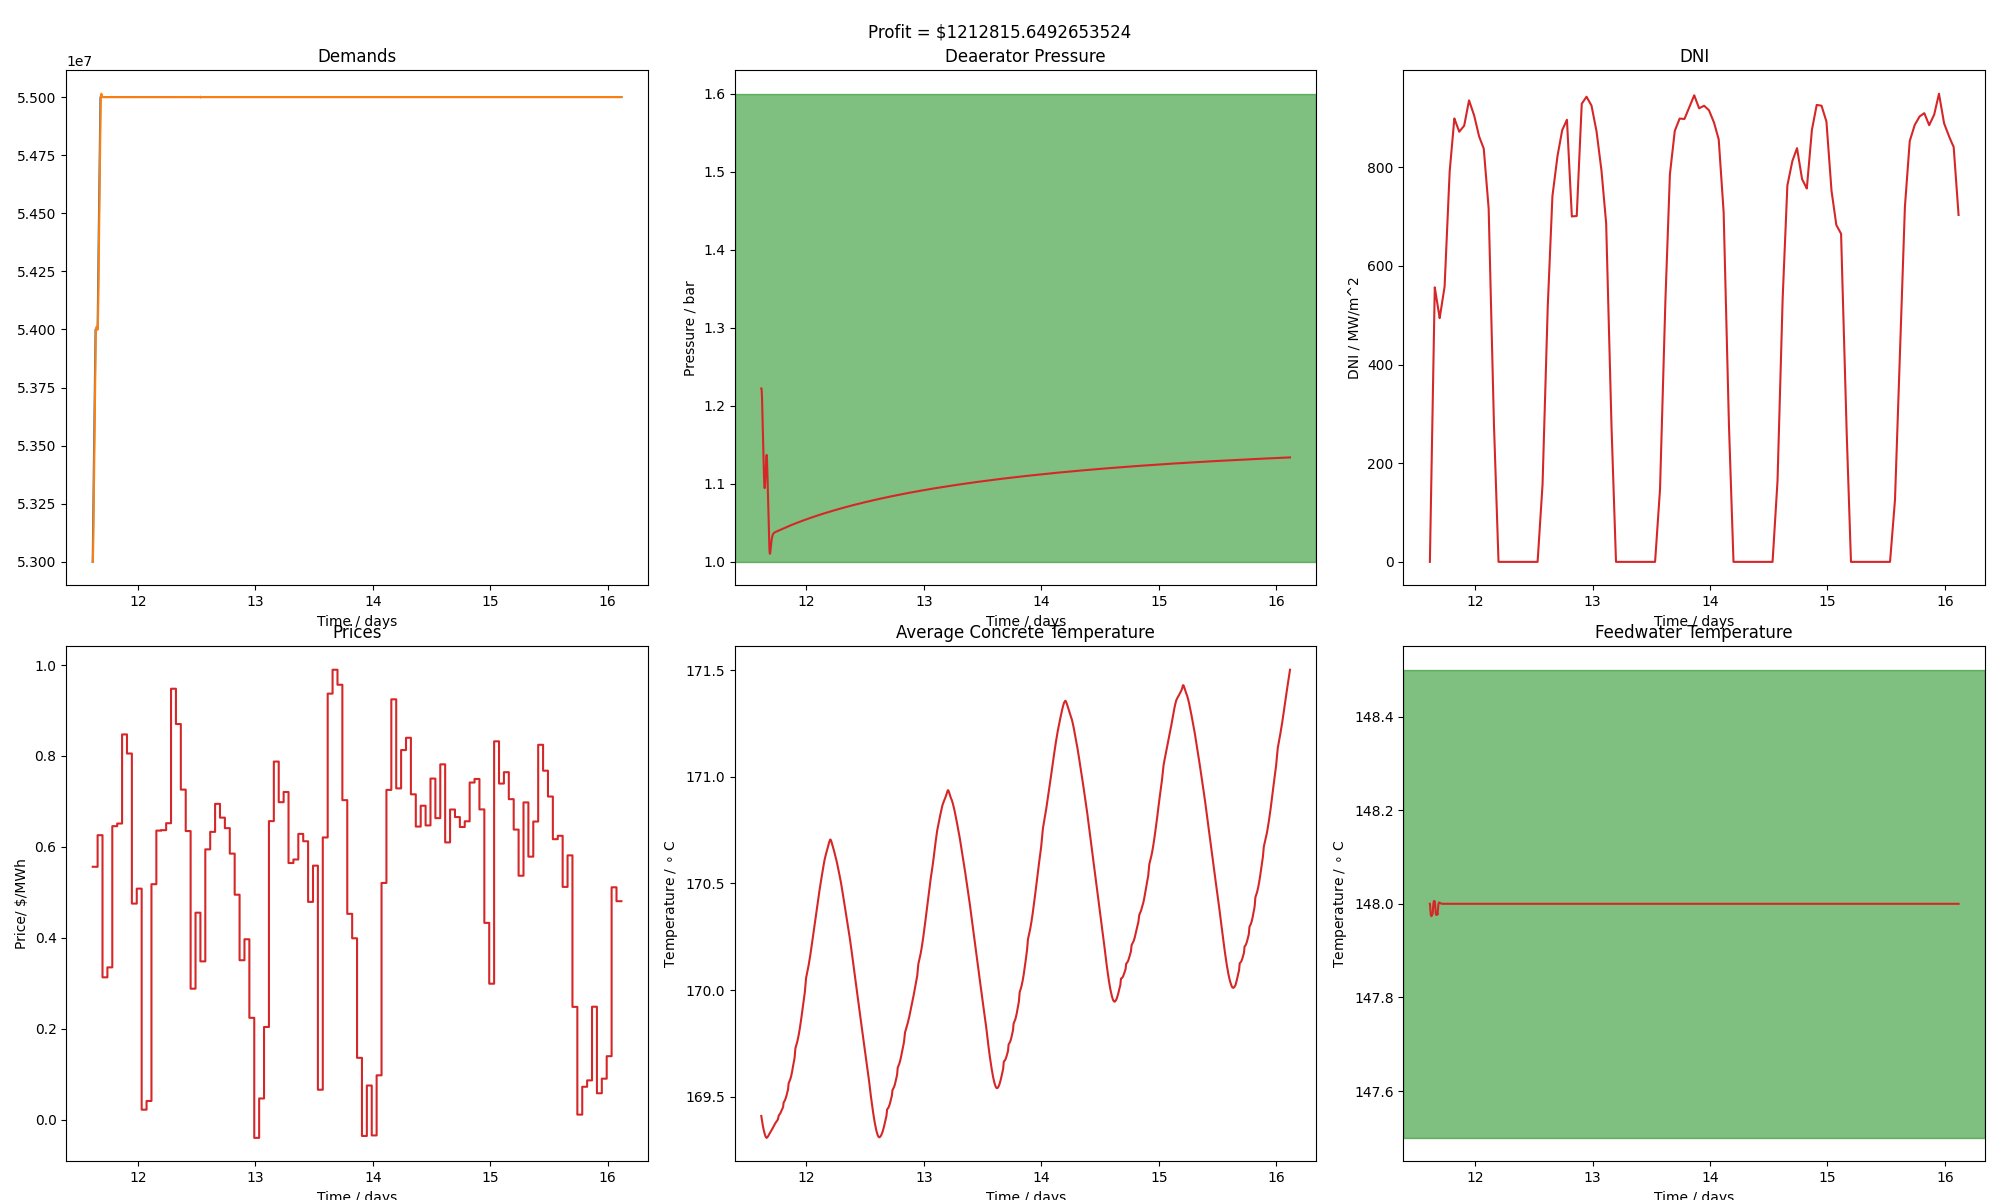 Profit = $1212815.6492653524
Demands
1e7
5.500
5.475
5.450
5.425
5.400
5.375
5.350
5.325
5.300
12 13 14 15 16
Time / days
Deaerator Pressure
Pressure / bar
1.6
1.5
1.4
1.3
1.2
1.1
1.0
12 13 14 15 16
Time / days
DNI
DNI / MW/m^2
800
600
400
200
0
12 13 14 15 16
Time / days
Prices
Price/ $/MWh
1.0
0.8
0.6
0.4
0.2
0.0
12 13 14 15 16
Time / days
Average Concrete Temperature
Temperature / ∘ C
171.5
171.0
170.5
170.0
169.5
12 13 14 15 16
Time / days
Feedwater Temperature
Temperature / ∘ C
148.4
148.2
148.0
147.8
147.6
12 13 14 15 16
Time / days